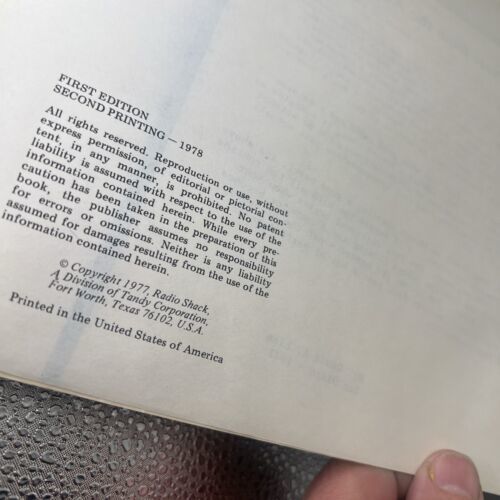 FIRST EDITION
SECOND PRINTING — 1978
All rights reserved. Reproduction or use, without
express permission, of editorial or pictorial con-
tent, in any manner, is prohibited. No patent
liability is assumed with respect to the use of the
information contained herein. While every pre-
caution has been taken in the preparation of this
book, the publisher assumes no responsibility
for errors or omissions. Neither is any liability
assumed for damages resulting from the use of the
information contained herein.
© Copyright 1977, Radio Shack,
A Division of Tandy Corporation,
Fort Worth, Texas 76102, U.S.A.
Printed in the United States of America